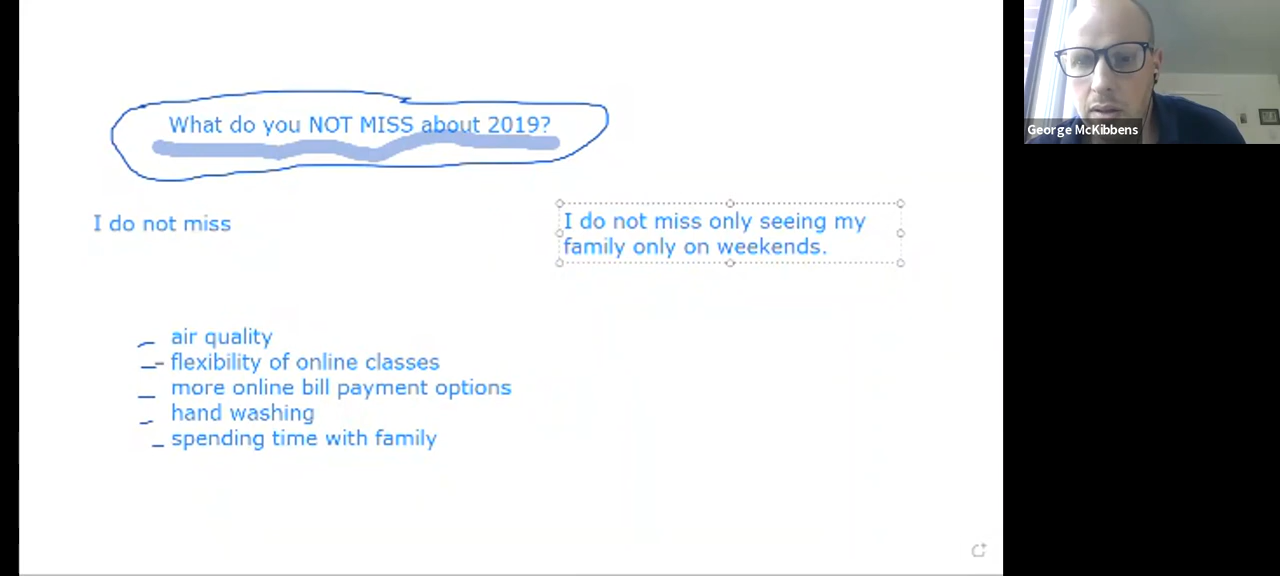 What do you NOT MISS about 2019?
I do not miss
I do not miss only seeing my
family only on weekends.
air quality
- flexibility of online classes
more online bill payment options
hand washing
spending time with family
George McKibbens